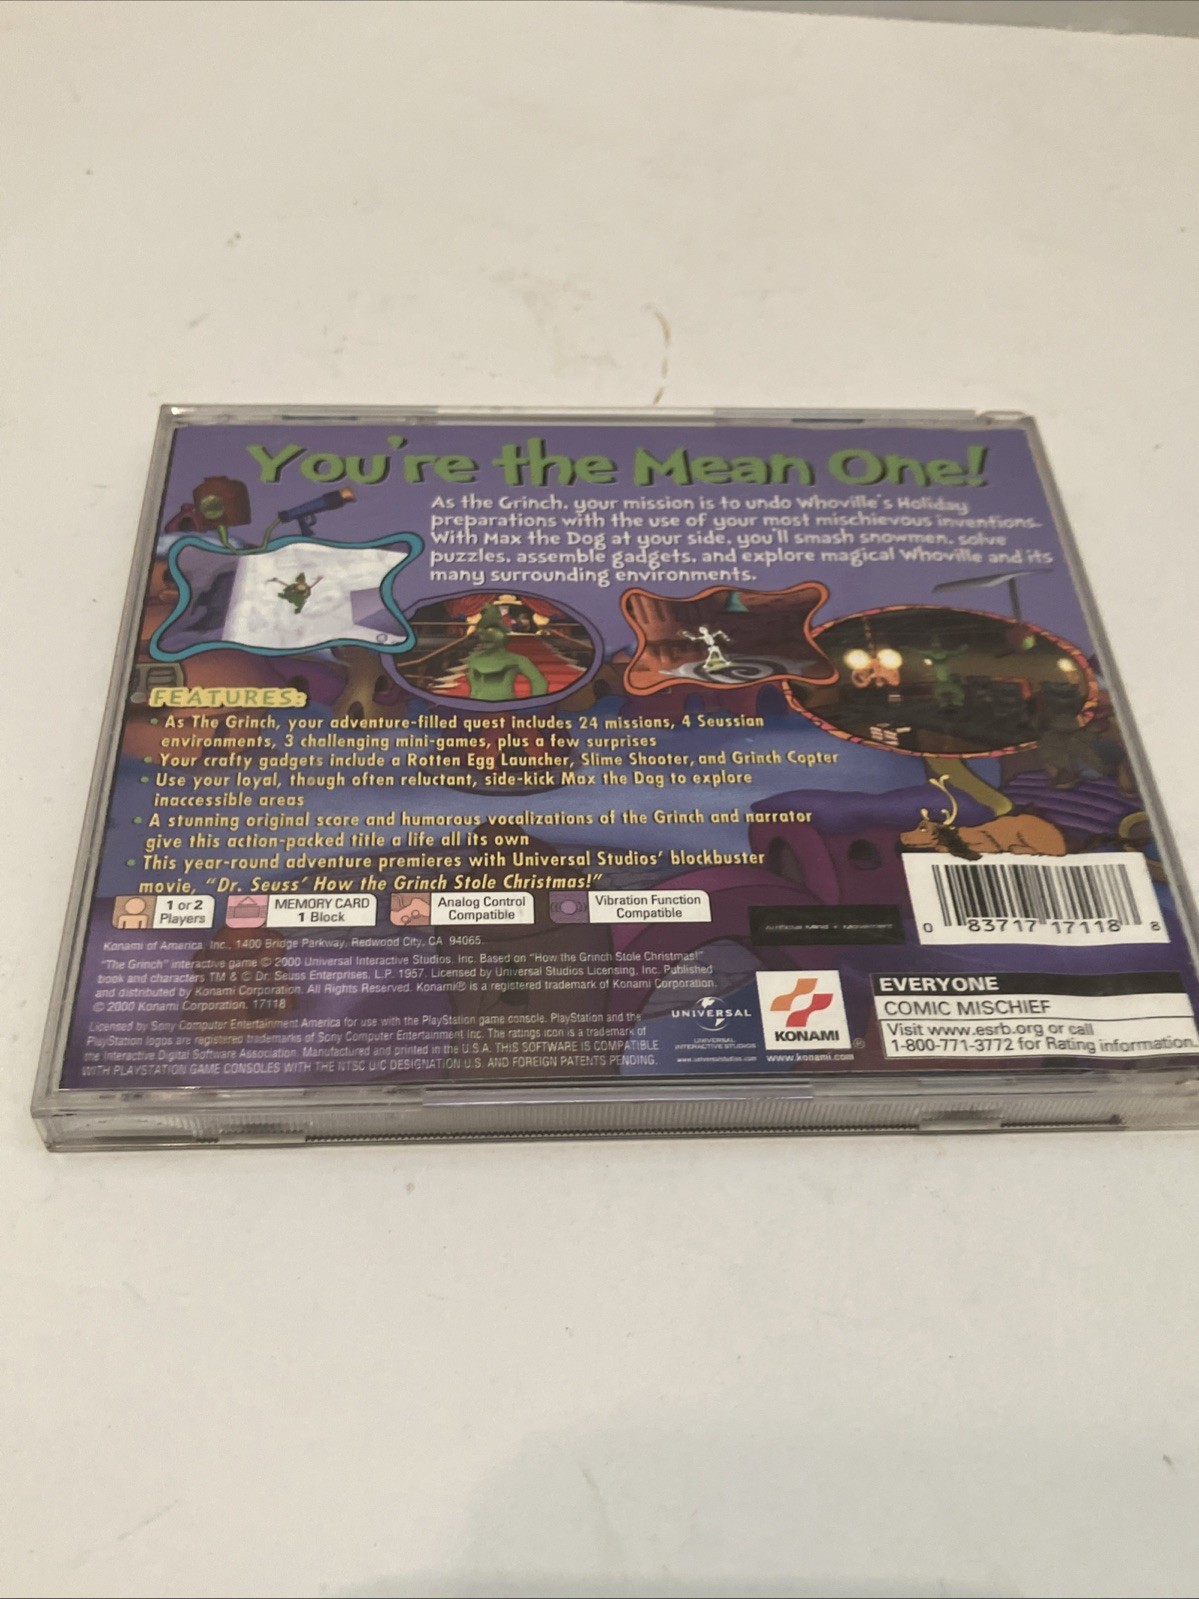 You're the Mean One!
As the Grinch, your mission is to undo Whoville's Holiday
preparations with the use of your most mischievous inventions.
With Max the Dog at your side, you'll smash snowmen, solve
puzzles, assemble gadgets, and explore magical Whoville and its
many surrounding environments.
FEATURES:
• As The Grinch, your adventure-filled quest includes 24 missions, 4 Seussian
environments, 3 challenging mini-games, plus a few surprises
• Your crafty gadgets include a Rotten Egg Launcher, Slime Shooter, and Grinch Copter
• Use your loyal, though often reluctant, side-kick Max the Dog to explore
inaccessible areas
• A stunning original score and humorous vocalizations of the Grinch and narrator
give this action-packed title a life all its own
• This year-round adventure premieres with Universal Studios' blockbuster
movie, "Dr. Seuss' How the Grinch Stole Christmas!"
1 or 2
Players
MEMORY CARD
1 Block
Analog Control
Compatible
Vibration Function
Compatible
Konami of America, Inc., 1400 Bridge Parkway, Redwood City, CA 94065.
"The Grinch" interactive game © 2000 Universal Interactive Studios, Inc. Based on "How the Grinch Stole Christmas!"
book and characters TM & © Dr. Seuss Enterprises, L.P. 1957. Licensed by Universal Studios Licensing, Inc. Published
and distributed by Konami Corporation. All Rights Reserved. Konami® is a registered trademark of Konami Corporation.
© 2000 Konami Corporation. 17118
Licensed by Sony Computer Entertainment America for use with the PlayStation game console. PlayStation and the
PlayStation logos are registered trademarks of Sony Computer Entertainment Inc. The ratings icon is a trademark of
the Interactive Digital Software Association. Manufactured and printed in the U.S.A. THIS SOFTWARE IS COMPATIBLE
WITH PLAYSTATION GAME CONSOLES WITH THE NTSC U/C DESIGNATION U.S. AND FOREIGN PATENTS PENDING.
Artificial Mind + Movement
0 83717 17118 8
UNIVERSAL
UNIVERSAL
INTERACTIVE STUDIOS
www.universalstudios.com
KONAMI ®
www.konami.com
EVERYONE
COMIC MISCHIEF
Visit www.esrb.org or call
1-800-771-3772 for Rating information.